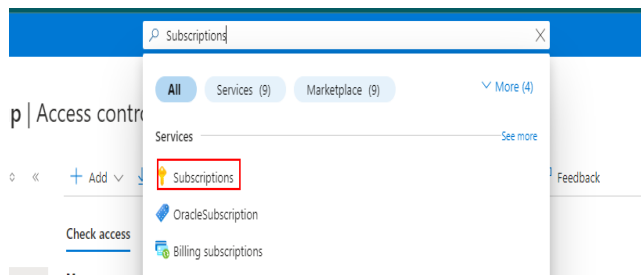 Subscriptions
All Services (9) Marketplace (9) More (4)
p | Access contro
Services See more
Add
Subscriptions
Feedback
OracleSubscription
Check access
Billing subscriptions